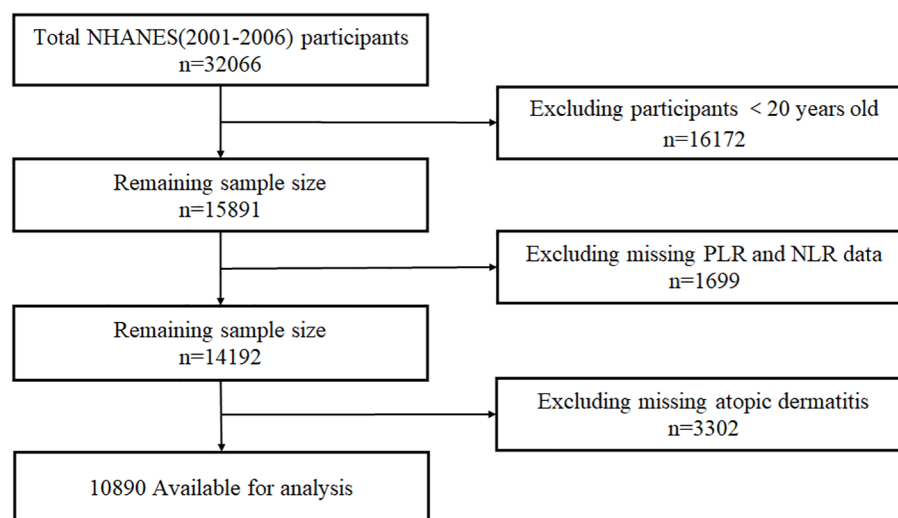 Total NHANES(2001-2006) participants
n=32066
Excluding participants < 20 years old
n=16172
Remaining sample size
n=15891
Excluding missing PLR and NLR data
n=1699
Remaining sample size
n=14192
Excluding missing atopic dermatitis
n=3302
10890 Available for analysis